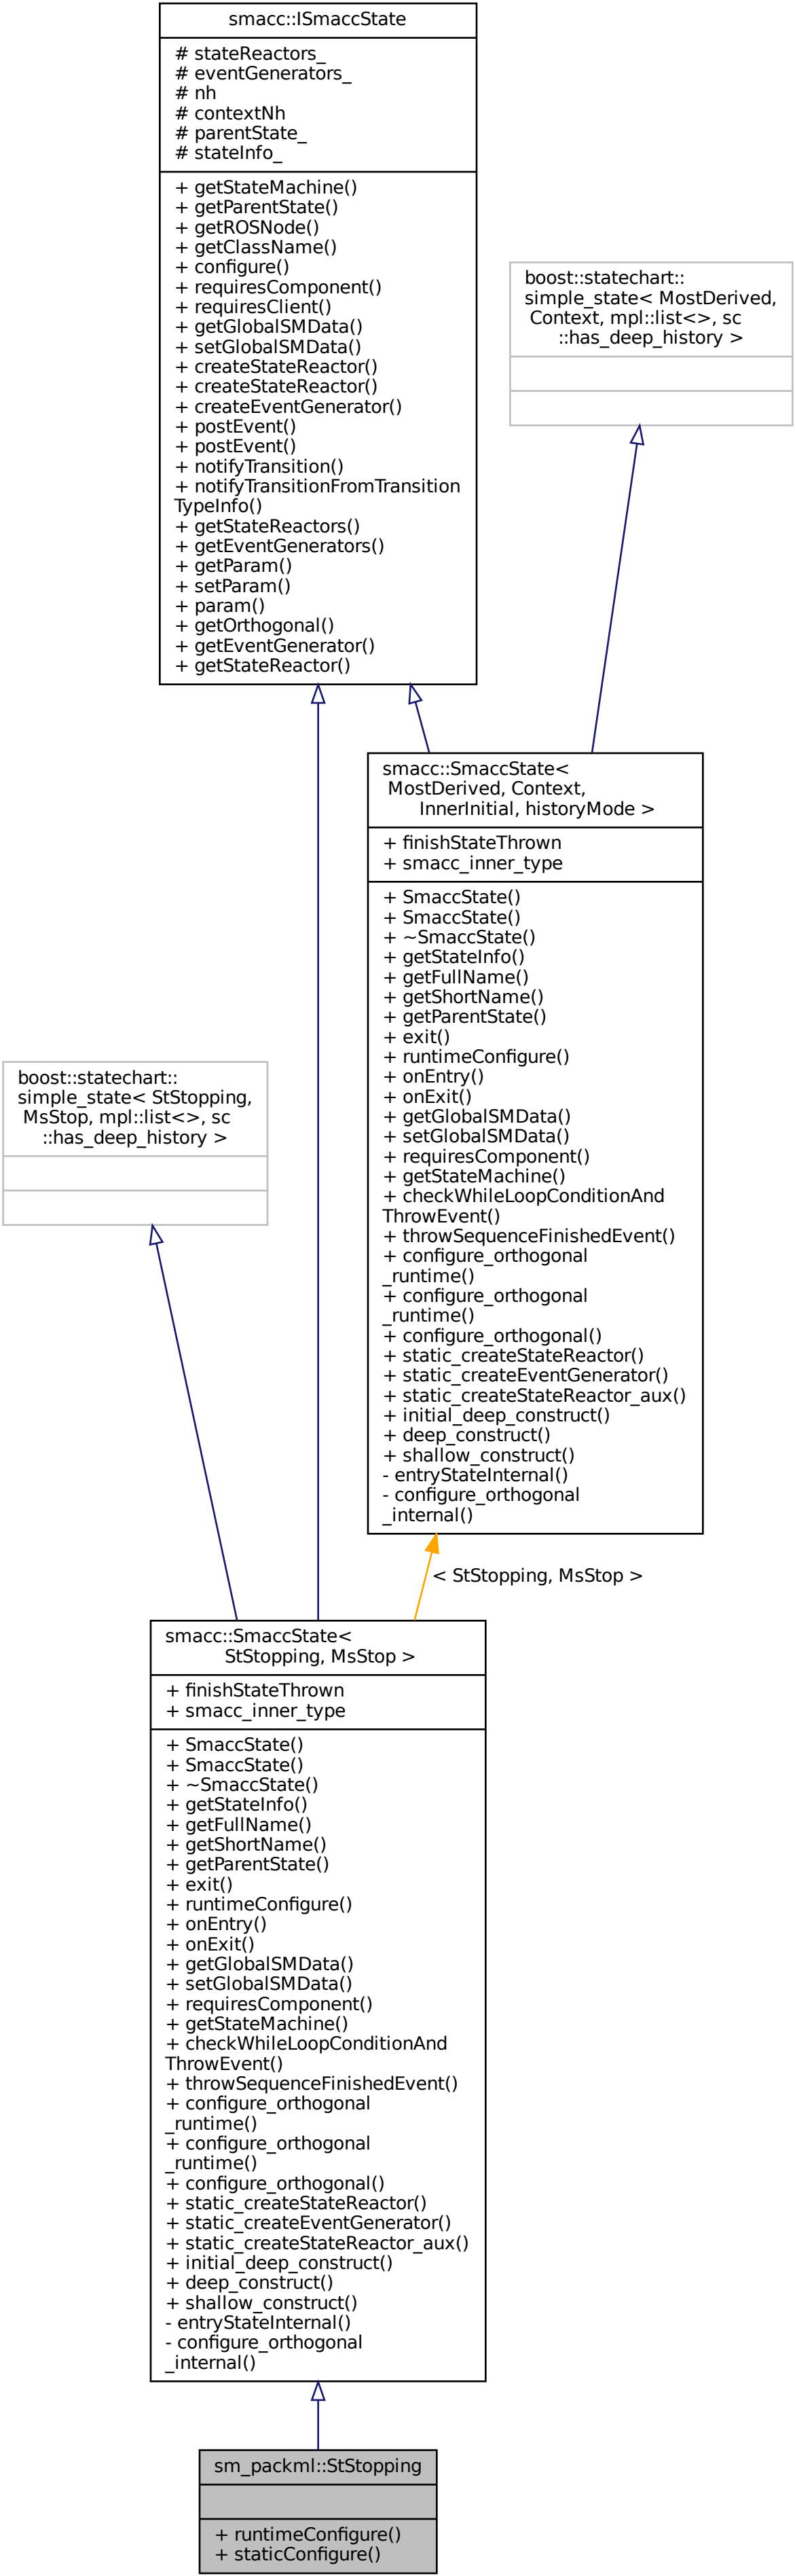 smacc::ISmaccState
# stateReactors_
# eventGenerators_
# nh
# contextNh
# parentState_
# stateInfo_
+ getStateMachine()
+ getParentState()
+ getROSNode()
+ getClassName()
+ configure()
+ requiresComponent()
+ requiresClient()
+ getGlobalSMData()
+ setGlobalSMData()
+ createStateReactor()
+ createStateReactor()
+ createEventGenerator()
+ postEvent()
+ postEvent()
+ notifyTransition()
+ notifyTransitionFromTransition
TypeInfo()
+ getStateReactors()
+ getEventGenerators()
+ getParam()
+ setParam()
+ param()
+ getOrthogonal()
+ getEventGenerator()
+ getStateReactor()
boost::statechart::
simple_state< MostDerived,
Context, mpl::list<>, sc
::has_deep_history >
smacc::SmaccState<
MostDerived, Context,
InnerInitial, historyMode >
+ finishStateThrown
+ smacc_inner_type
+ SmaccState()
+ SmaccState()
+ ~SmaccState()
+ getStateInfo()
+ getFullName()
+ getShortName()
+ getParentState()
+ exit()
+ runtimeConfigure()
+ onEntry()
+ onExit()
+ getGlobalSMData()
+ setGlobalSMData()
+ requiresComponent()
+ getStateMachine()
+ checkWhileLoopConditionAnd
ThrowEvent()
+ throwSequenceFinishedEvent()
+ configure_orthogonal
_runtime()
+ configure_orthogonal
_runtime()
+ configure_orthogonal()
+ static_createStateReactor()
+ static_createEventGenerator()
+ static_createStateReactor_aux()
+ initial_deep_construct()
+ deep_construct()
+ shallow_construct()
- entryStateInternal()
- configure_orthogonal
_internal()
boost::statechart::
simple_state< StStopping,
MsStop, mpl::list<>, sc
::has_deep_history >
< StStopping, MsStop >
smacc::SmaccState<
StStopping, MsStop >
+ finishStateThrown
+ smacc_inner_type
+ SmaccState()
+ SmaccState()
+ ~SmaccState()
+ getStateInfo()
+ getFullName()
+ getShortName()
+ getParentState()
+ exit()
+ runtimeConfigure()
+ onEntry()
+ onExit()
+ getGlobalSMData()
+ setGlobalSMData()
+ requiresComponent()
+ getStateMachine()
+ checkWhileLoopConditionAnd
ThrowEvent()
+ throwSequenceFinishedEvent()
+ configure_orthogonal
_runtime()
+ configure_orthogonal
_runtime()
+ configure_orthogonal()
+ static_createStateReactor()
+ static_createEventGenerator()
+ static_createStateReactor_aux()
+ initial_deep_construct()
+ deep_construct()
+ shallow_construct()
- entryStateInternal()
- configure_orthogonal
_internal()
sm_packml::StStopping
+ runtimeConfigure()
+ staticConfigure()